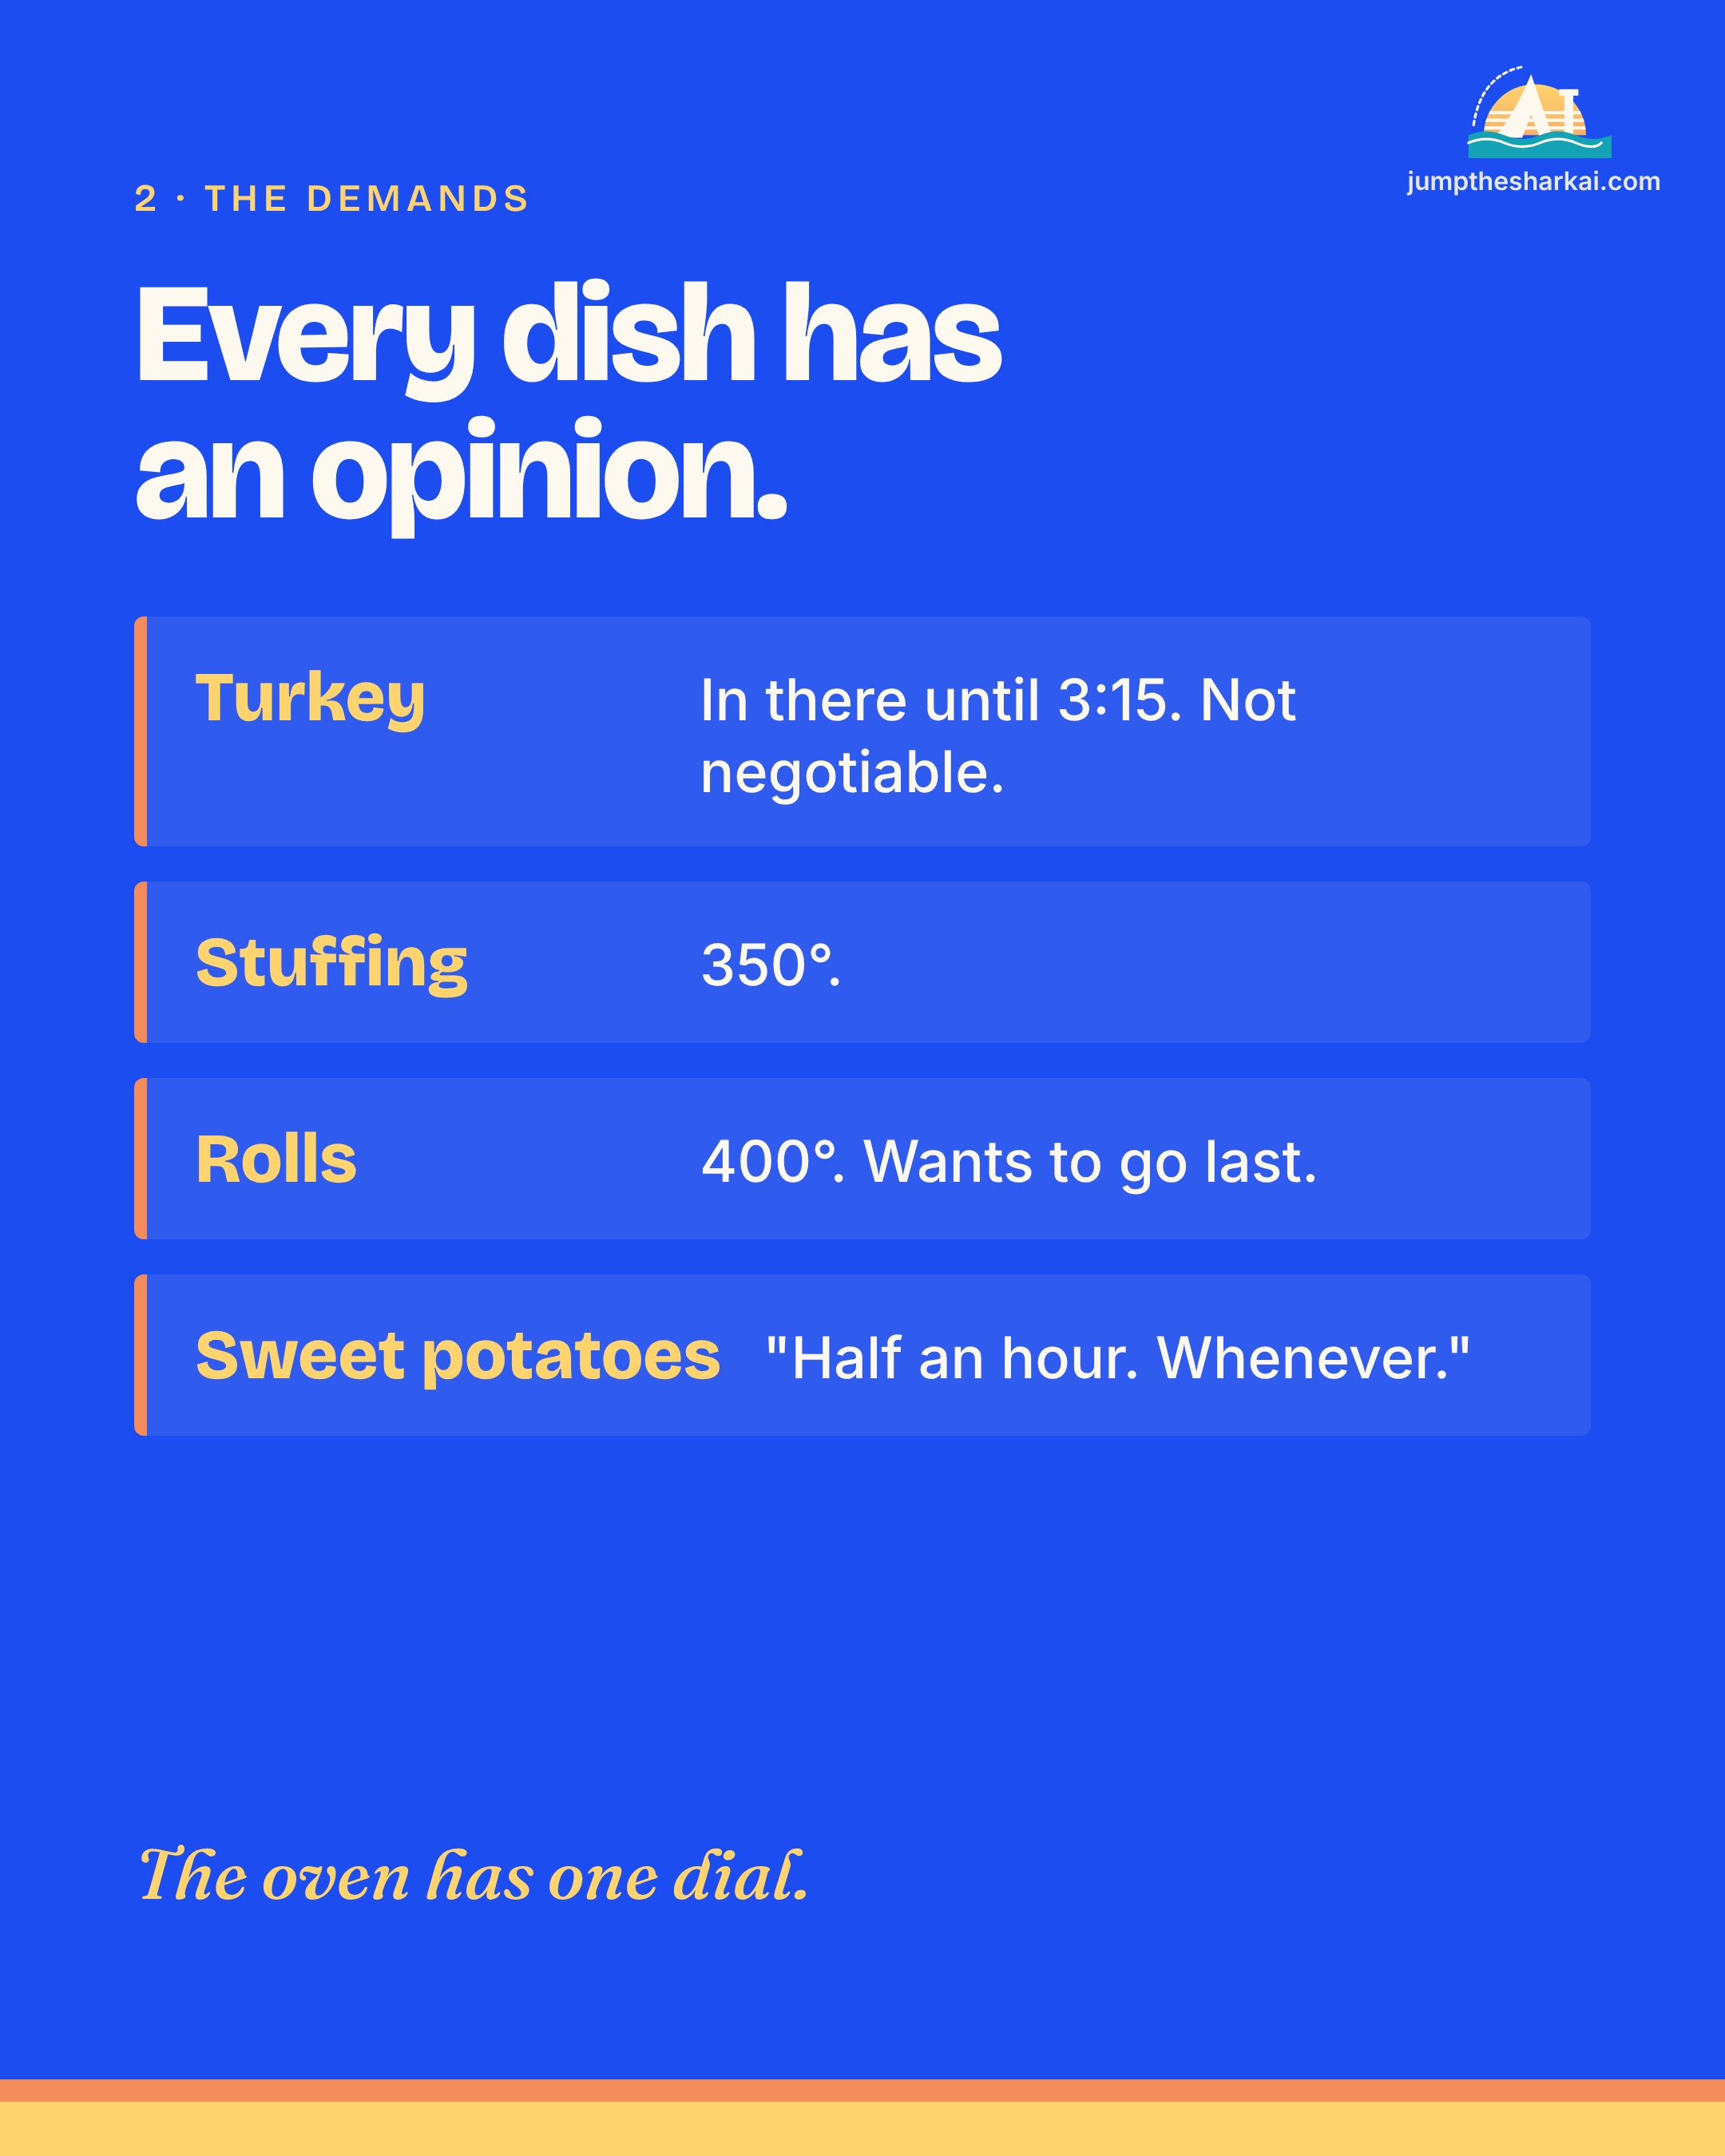 AI
jumpthesharkai.com
2 · THE DEMANDS
Every dish has
an opinion.
Turkey
In there until 3:15. Not
negotiable.
Stuffing
350°.
Rolls
400°. Wants to go last.
Sweet potatoes
"Half an hour. Whenever."
The oven has one dial.